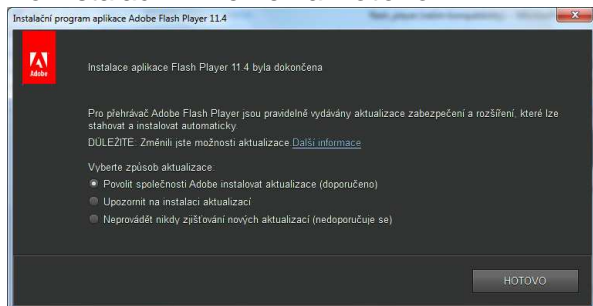 Instalační program aplikace Adobe Flash Player 11.4
Adobe
Instalace aplikace Flash Player 11.4 byla dokončena
Pro přehrávač Adobe Flash Player jsou pravidelně vydávány aktualizace zabezpečení a rozšíření, které lze
stahovat a instalovat automaticky.
DŮLEŽITÉ: Změnili jste možnosti aktualizace Další informace
Vyberte způsob aktualizace:
Povolit společnosti Adobe instalovat aktualizace (doporučeno)
Upozornit na instalaci aktualizací
Neprovádět nikdy zjišťování nových aktualizací (nedoporučuje se)
HOTOVO